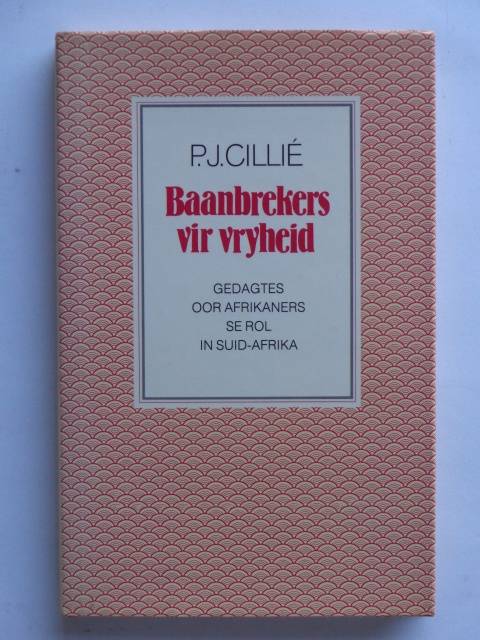 P.J.CILLIÉ
Baanbrekers
vir vryheid
GEDAGTES
OOR AFRIKANERS
SE ROL
IN SUID-AFRIKA